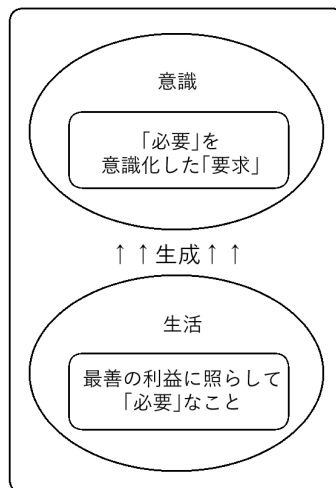 意識
「必要」を
意識化した「要求」
↑ ↑ 生成 ↑ ↑
生活
最善の利益に照らして
「必要」なこと